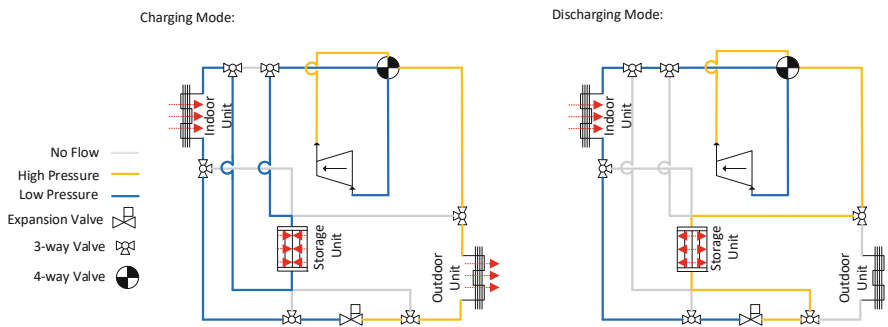 Charging Mode:
Discharging Mode:
Indoor
Unit
Storage
Unit
Outdoor
Unit
No Flow
High Pressure
Low Pressure
Expansion Valve
3-way Valve
4-way Valve
Indoor
Unit
Storage
Unit
Outdoor
Unit